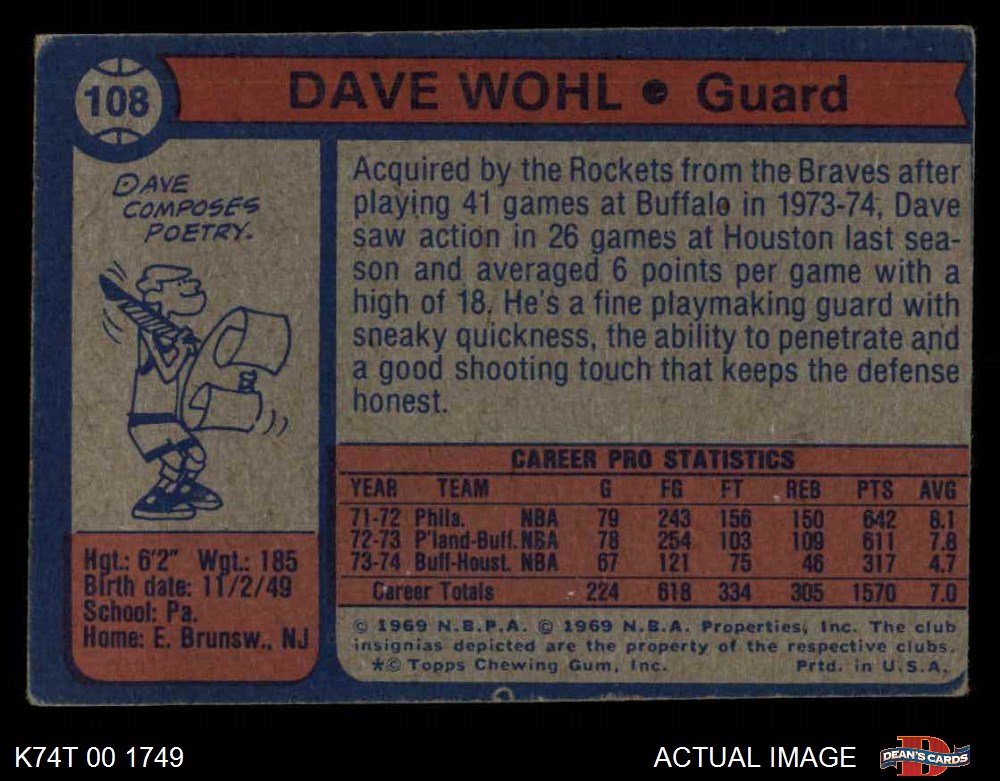 108
DAVE WOHL • Guard
DAVE
COMPOSES
POETRY.
Acquired by the Rockets from the Braves after
playing 41 games at Buffalo in 1973-74, Dave
saw action in 26 games at Houston last sea-
son and averaged 6 points per game with a
high of 18. He's a fine playmaking guard with
sneaky quickness, the ability to penetrate and
a good shooting touch that keeps the defense
honest.
Hgt.: 6'2" Wgt.: 185
Birth date: 11/2/49
School: Pa.
Home: E. Brunsw., NJ
CAREER PRO STATISTICS
YEAR TEAM G FG FT REB PTS AVG
71-72 Phila. NBA 79 243 156 150 642 8.1
72-73 P'land-Buff. NBA 78 254 103 109 611 7.8
73-74 Buff-Houst. NBA 67 121 75 46 317 4.7
Career Totals 224 618 334 305 1570 7.0
© 1969 N.B.P.A. © 1969 N.B.A. Properties, Inc. The club
insignias depicted are the property of the respective clubs.
*© Topps Chewing Gum, Inc. Prtd. in U.S.A.
K74T 00 1749
ACTUAL IMAGE
DEAN'S CARDS